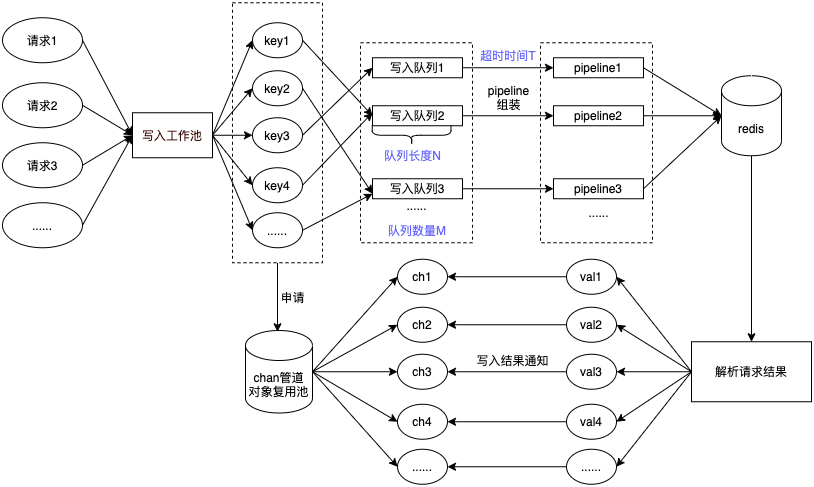 请求1
请求2
请求3
......
写入工作池
key1
key2
key3
key4
......
写入队列1
写入队列2
队列长度N
写入队列3
......
队列数量M
超时时间T
pipeline
组装
pipeline1
pipeline2
pipeline3
......
redis
申请
chan管道
对象复用池
ch1
ch2
ch3
ch4
......
写入结果通知
val1
val2
val3
val4
......
解析请求结果